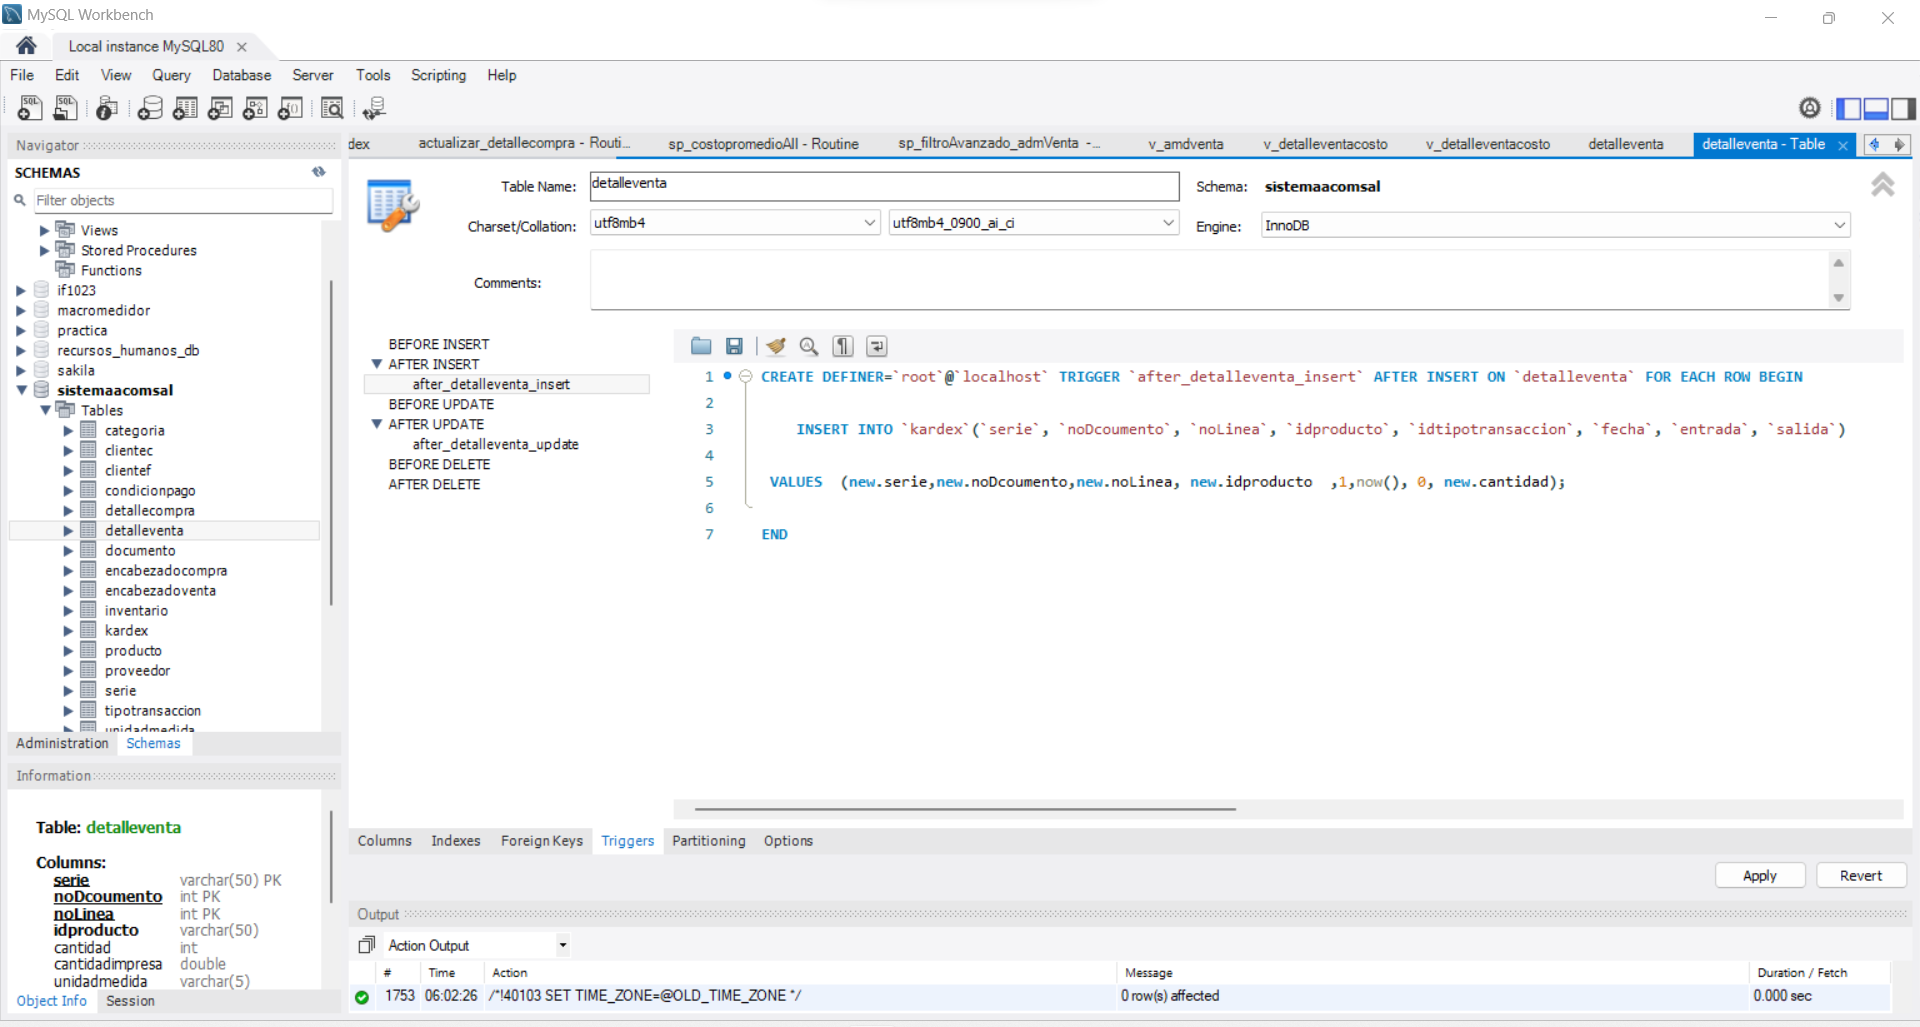 MySQL Workbench
Local instance MySQL80
File Edit View Query Database Server Tools Scripting Help
Navigator
SCHEMAS
Filter objects
Views
Stored Procedures
Functions
if1023
macromedidor
practica
recursos_humanos_db
sakila
sistemaacomsal
Tables
categoria
clientec
clientef
condicionpago
detallecompra
detalleventa
documento
encabezadocompra
encabezadoventa
inventario
kardex
producto
proveedor
serie
tipotransaccion
unidadmedida
Administration Schemas
Information
Table: detalleventa
Columns:
serie varchar(50) PK
noDcoumento int PK
noLinea int PK
idproducto varchar(50)
cantidad int
cantidadimpresa double
unidadmedida varchar(5)
Object Info Session
dex actualizar_detallecompra - Routi... sp_costopromedioAll - Routine sp_filtroAvanzado_admVenta -... v_amdventa v_detalleventacosto v_detalleventacosto detalleventa detalleventa - Table
Table Name: detalleventa Schema: sistemaacomsal
Charset/Collation: utf8mb4 utf8mb4_0900_ai_ci Engine: InnoDB
Comments:
BEFORE INSERT
AFTER INSERT
after_detalleventa_insert
BEFORE UPDATE
AFTER UPDATE
after_detalleventa_update
BEFORE DELETE
AFTER DELETE
1 CREATE DEFINER=`root`@`localhost` TRIGGER `after_detalleventa_insert` AFTER INSERT ON `detalleventa` FOR EACH ROW BEGIN
2
3 INSERT INTO `kardex`(`serie`, `noDcoumento`, `noLinea`, `idproducto`, `idtipotransaccion`, `fecha`, `entrada`, `salida`)
4
5 VALUES (new.serie,new.noDcoumento,new.noLinea, new.idproducto ,1,now(), 0, new.cantidad);
6
7 END
Columns Indexes Foreign Keys Triggers Partitioning Options
Apply Revert
Output
Action Output
# Time Action Message Duration / Fetch
1753 06:02:26 /*!40103 SET TIME_ZONE=@OLD_TIME_ZONE */ 0 row(s) affected 0.000 sec